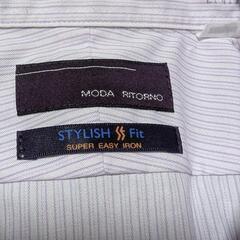 MODA RITORNO
STYLISH Fit
SUPER EASY IRON